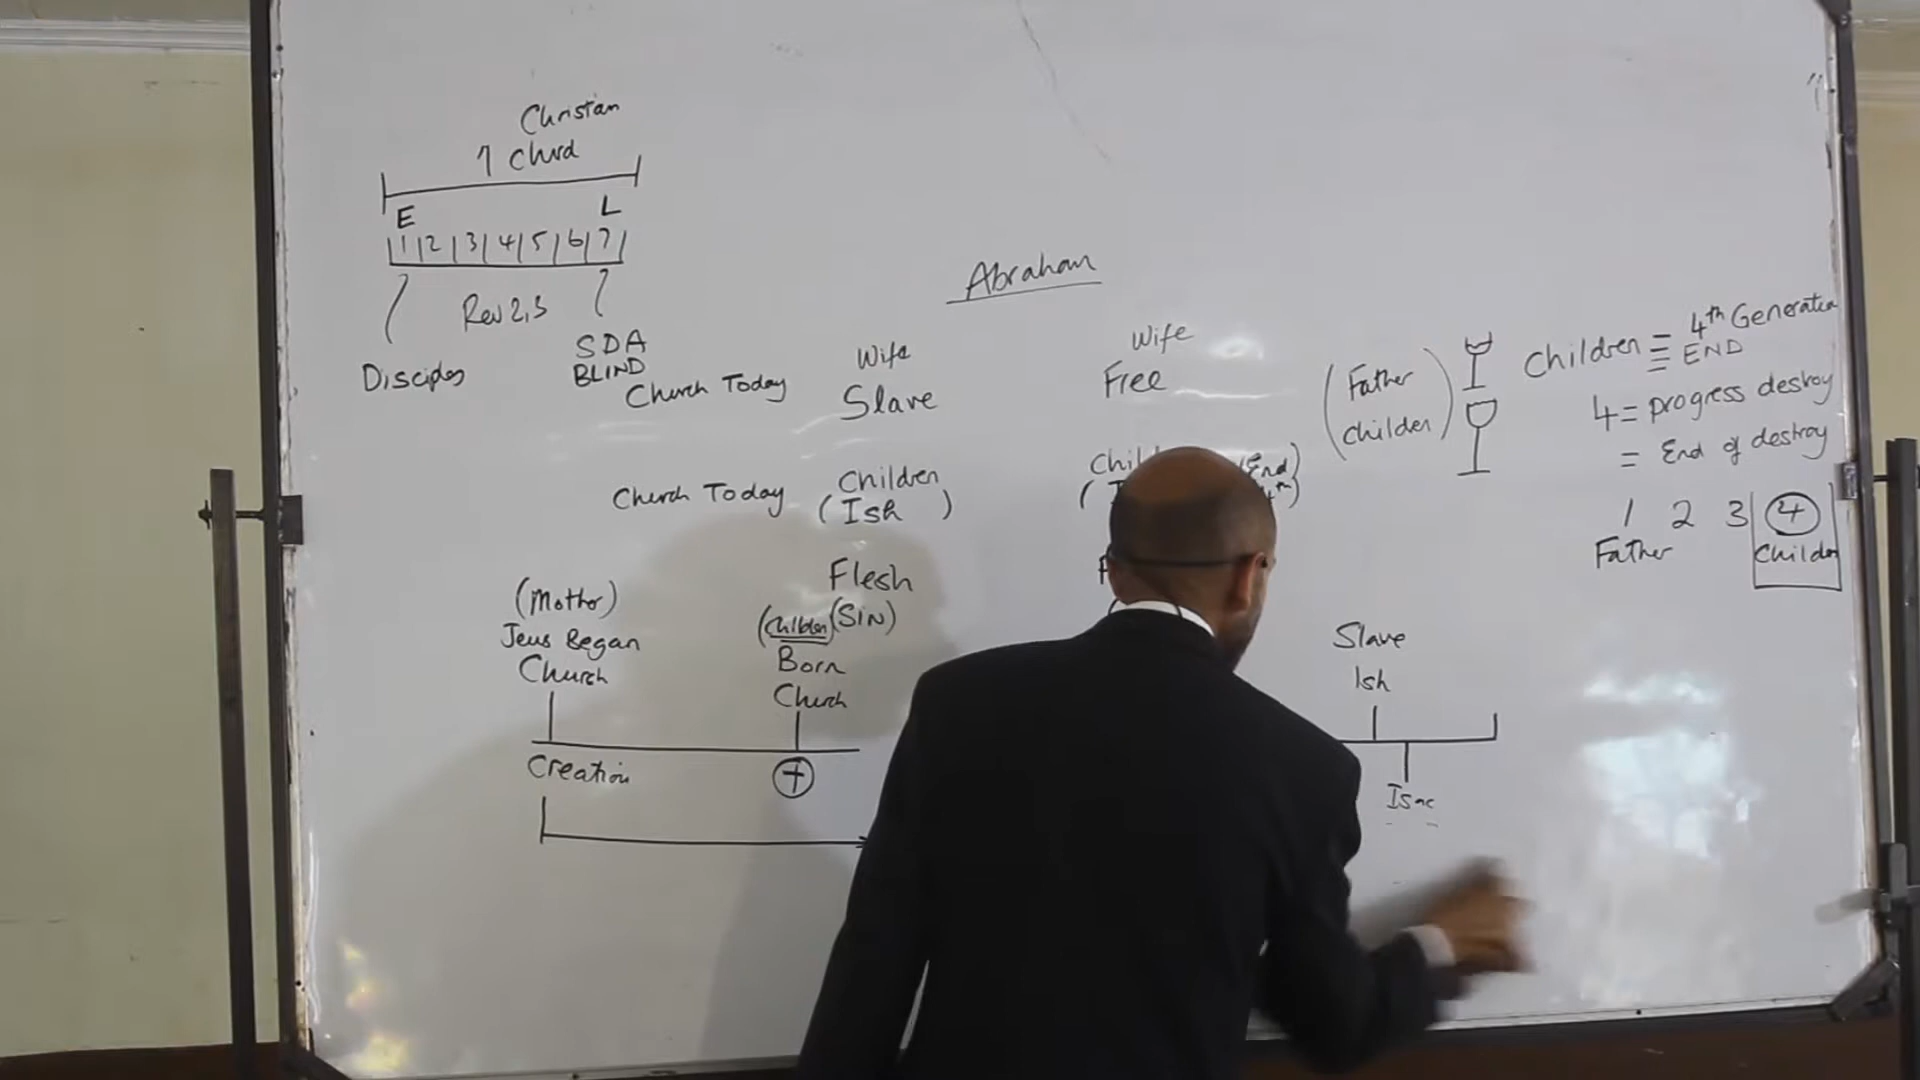 Christian
7 Church
E L
1 2 3 4 5 6 7
Rev 2,3
Disciples
SDA
BLIND
Church Today
Abraham
Wife
Slave
Wife
Free
(Father
Children)
Children = 4th Generation
= END
4 = progress destroy
= End of destroy
1 2 3 4
Father Children
Church Today
Children
(Ish)
(End
4th)
Flesh
(SIN)
(Mother)
Jesus Began
Church
(Children)
Born
Church
Creation
Slave
Ish
Isac